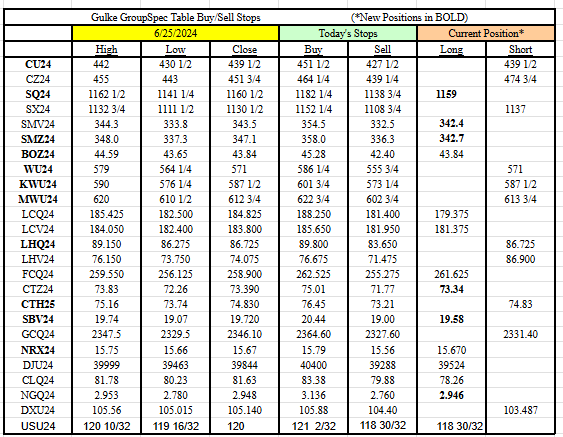 Gulke GroupSpec Table Buy/Sell Stops (*New Positions in BOLD)
6/25/2024 Today's Stops Current Position*
High Low Close Buy Sell Long Short
CU24 442 430 1/2 439 1/2 451 1/2 427 1/2 439 1/2
CZ24 455 443 451 3/4 464 1/4 439 1/4 474 3/4
SQ24 1162 1/2 1141 1/4 1160 1/2 1182 1/4 1138 3/4 1159
SX24 1132 3/4 1111 1/2 1130 1/2 1152 1/4 1108 3/4 1137
SMV24 344.3 333.8 343.5 354.5 332.5 342.4
SMZ24 348.0 337.3 347.1 358.0 336.3 342.7
BOZ24 44.59 43.65 43.84 45.28 42.40 43.84
WU24 579 564 1/4 571 586 1/4 555 3/4 571
KWU24 590 576 1/4 587 1/2 601 3/4 573 1/4 587 1/2
MWU24 620 610 1/2 612 3/4 622 3/4 602 3/4 613 3/4
LCQ24 185.425 182.500 184.825 188.250 181.400 179.375
LCV24 184.050 182.400 183.800 185.650 181.950 181.375
LHQ24 89.150 86.275 86.725 89.800 83.650 86.725
LHV24 76.150 73.750 74.075 76.675 71.475 86.900
FCQ24 259.550 256.125 258.900 262.525 255.275 261.625
CTZ24 73.83 72.26 73.390 75.01 71.77 73.34
CTH25 75.16 73.74 74.830 76.45 73.21 74.83
SBV24 19.74 19.07 19.720 20.44 19.00 19.58
GCQ24 2347.5 2329.5 2346.10 2364.60 2327.60 2331.40
NRX24 15.75 15.66 15.67 15.79 15.56 15.670
DJU24 39999 39463 39844 40400 39288 39524
CLQ24 81.78 80.23 81.63 83.38 79.88 78.26
NGQ24 2.953 2.780 2.948 3.136 2.760 2.946
DXU24 105.56 105.015 105.140 105.88 104.40 103.487
USU24 120 10/32 119 16/32 120 121 2/32 118 30/32 118 30/32